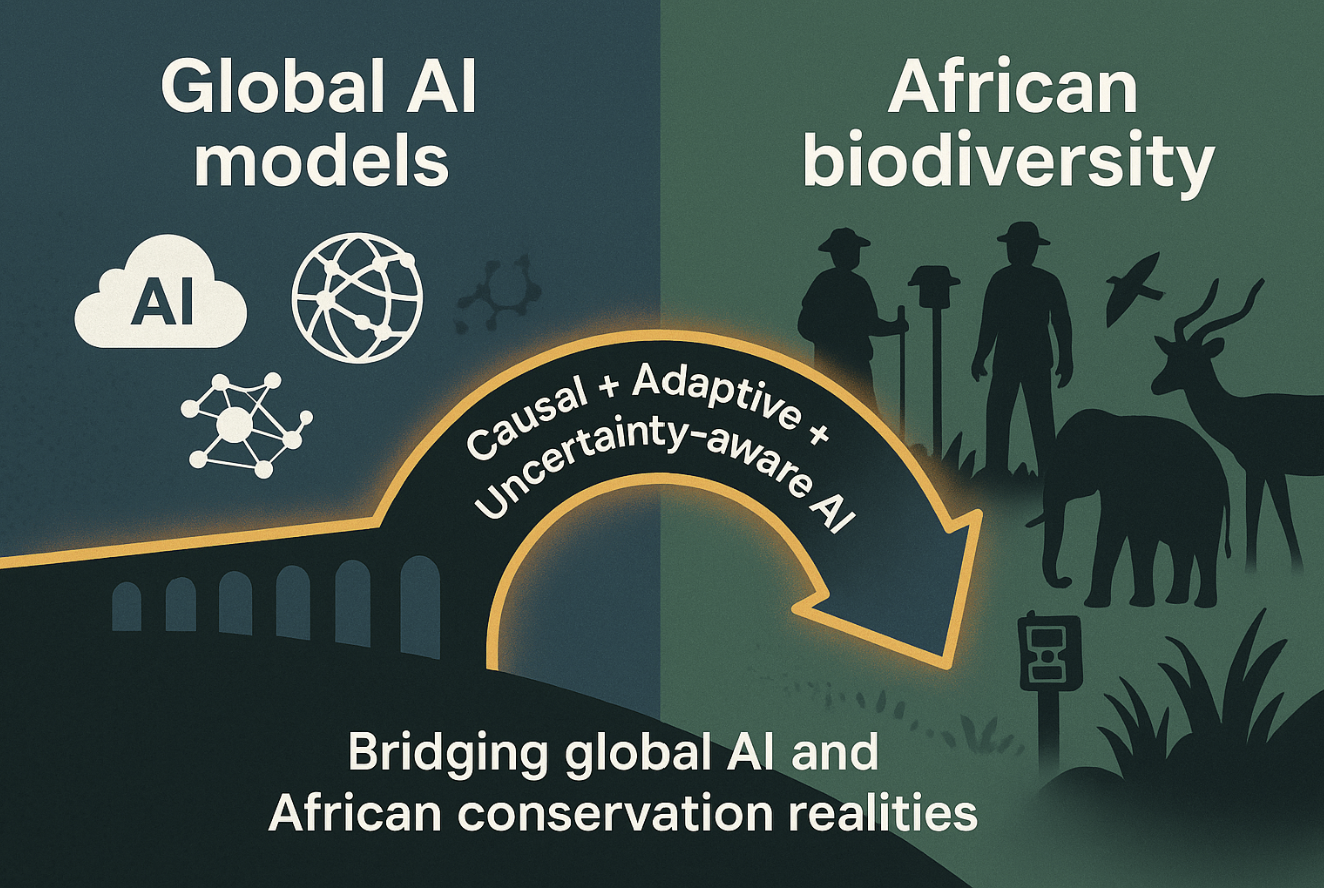 Global AI
models
African
biodiversity
AI
Causal + Adaptive +
Uncertainty-aware AI
Bridging global AI and
African conservation realities